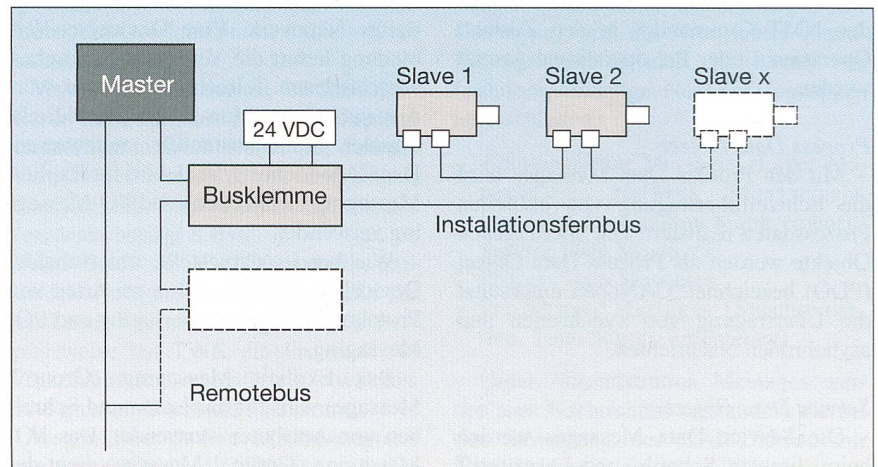 Master
24 VDC
Busklemme
Slave 1
Slave 2
Slave x
Installationsfernbus
Remotebus